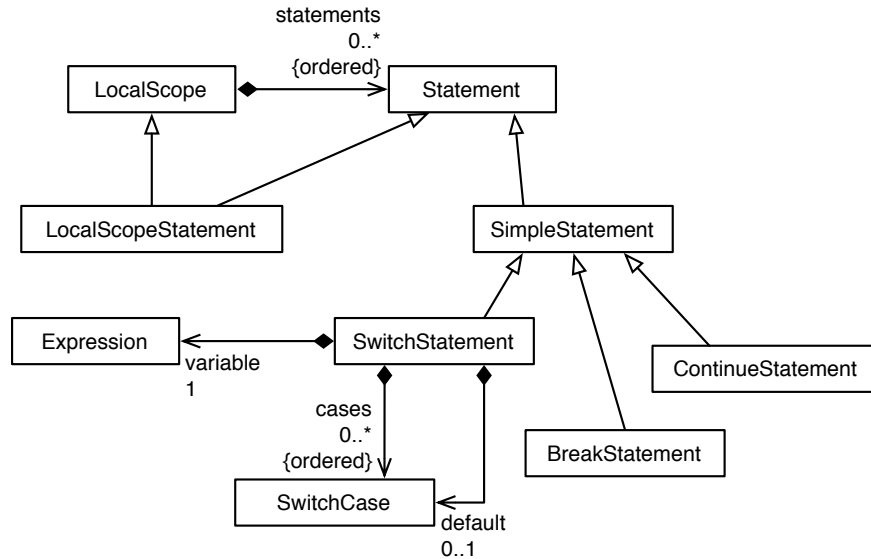 statements
0..*
{ordered}
LocalScope
Statement
LocalScopeStatement
SimpleStatement
Expression
SwitchStatement
variable
1
ContinueStatement
cases
0..*
{ordered}
BreakStatement
SwitchCase
default
0..1